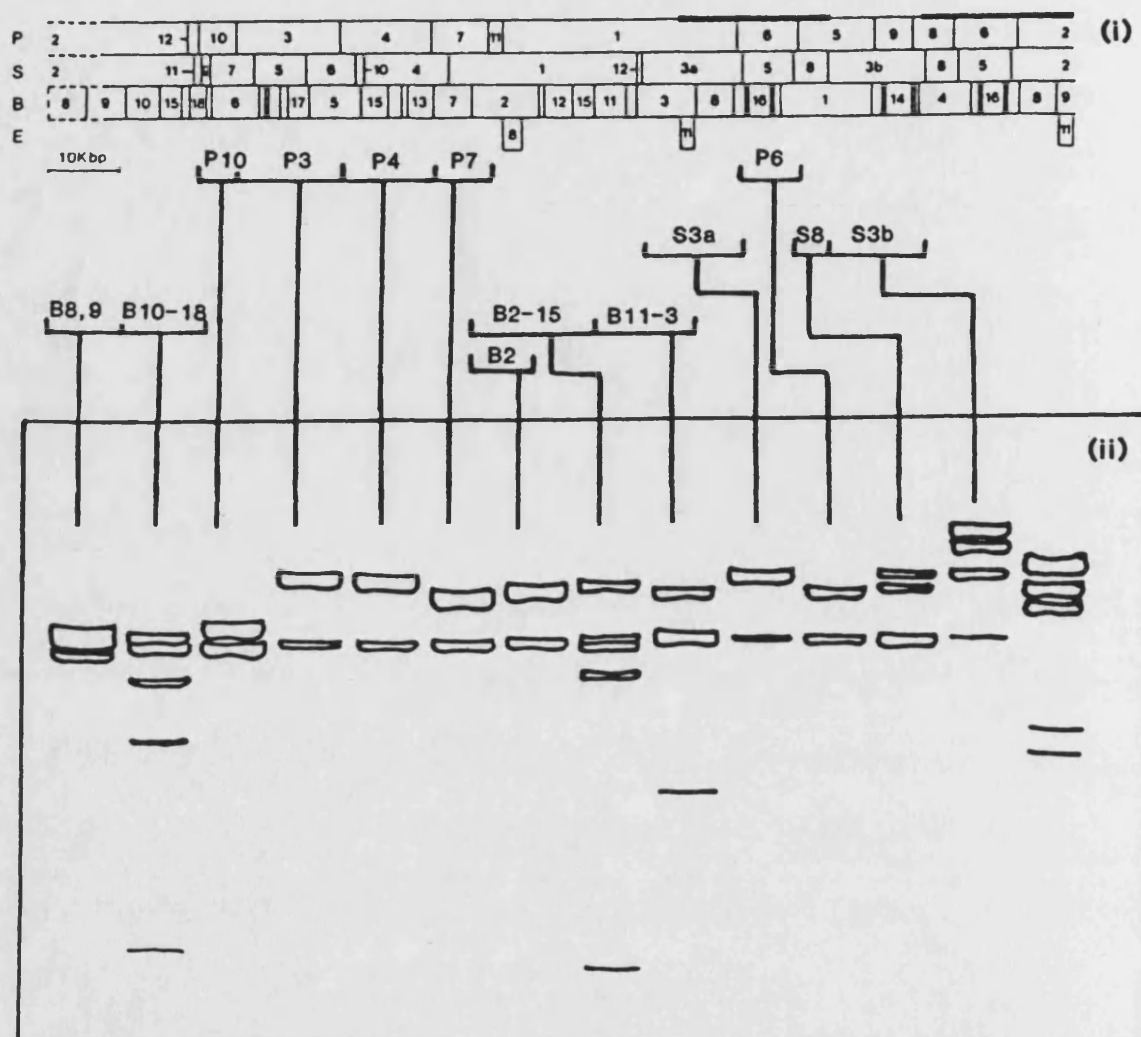 P 2 12 10 3 4 7 11 1 6 5 9 8 6 2 (i)
S 2 11 9 7 5 6 10 4 1 12 3a 5 8 3b 8 5 2
B 8 9 10 15 18 6 17 5 15 13 7 2 12 15 11 3 8 16 1 14 4 16 8 9
E 8 11 11
10Kbp
P10 P3 P4 P7 P6
S3a S8 S3b
B8,9 B10-18 B2-15 B11-3
B2
(ii)